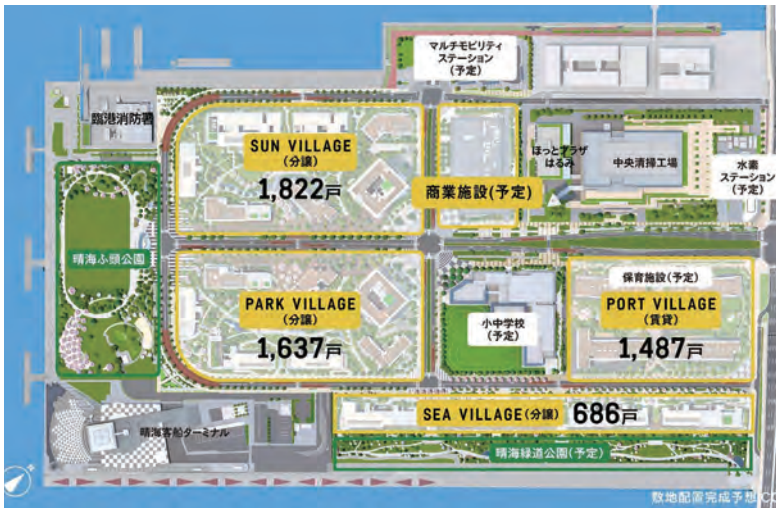 マルチモビリティ
ステーション
(予定)
臨港消防署
SUN VILLAGE
(分譲)
1,822戸
商業施設(予定)
ほっとプラザ
はるみ
中央清掃工場
水素
ステーション
(予定)
晴海ふ頭公園
PARK VILLAGE
(分譲)
1,637戸
小中学校
(予定)
保育施設(予定)
PORT VILLAGE
(賃貸)
1,487戸
SEA VILLAGE(分譲) 686戸
晴海客船ターミナル
晴海緑道公園(予定)
敷地配置完成予想CG